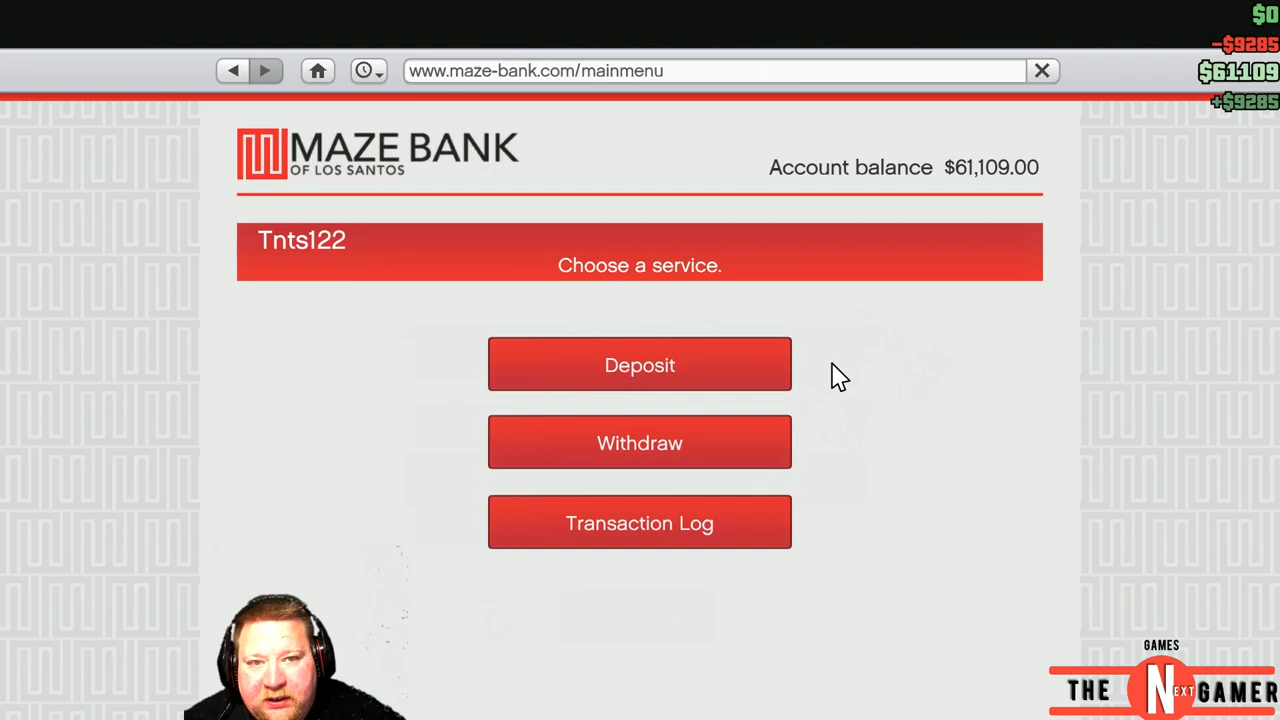 $0
-$9285
www.maze-bank.com/mainmenu
$61109
+$9285
MAZE BANK
OF LOS SANTOS
Account balance $61,109.00
Tnts122
Choose a service.
Deposit
Withdraw
Transaction Log
GAMES
THE NEXT GAMER